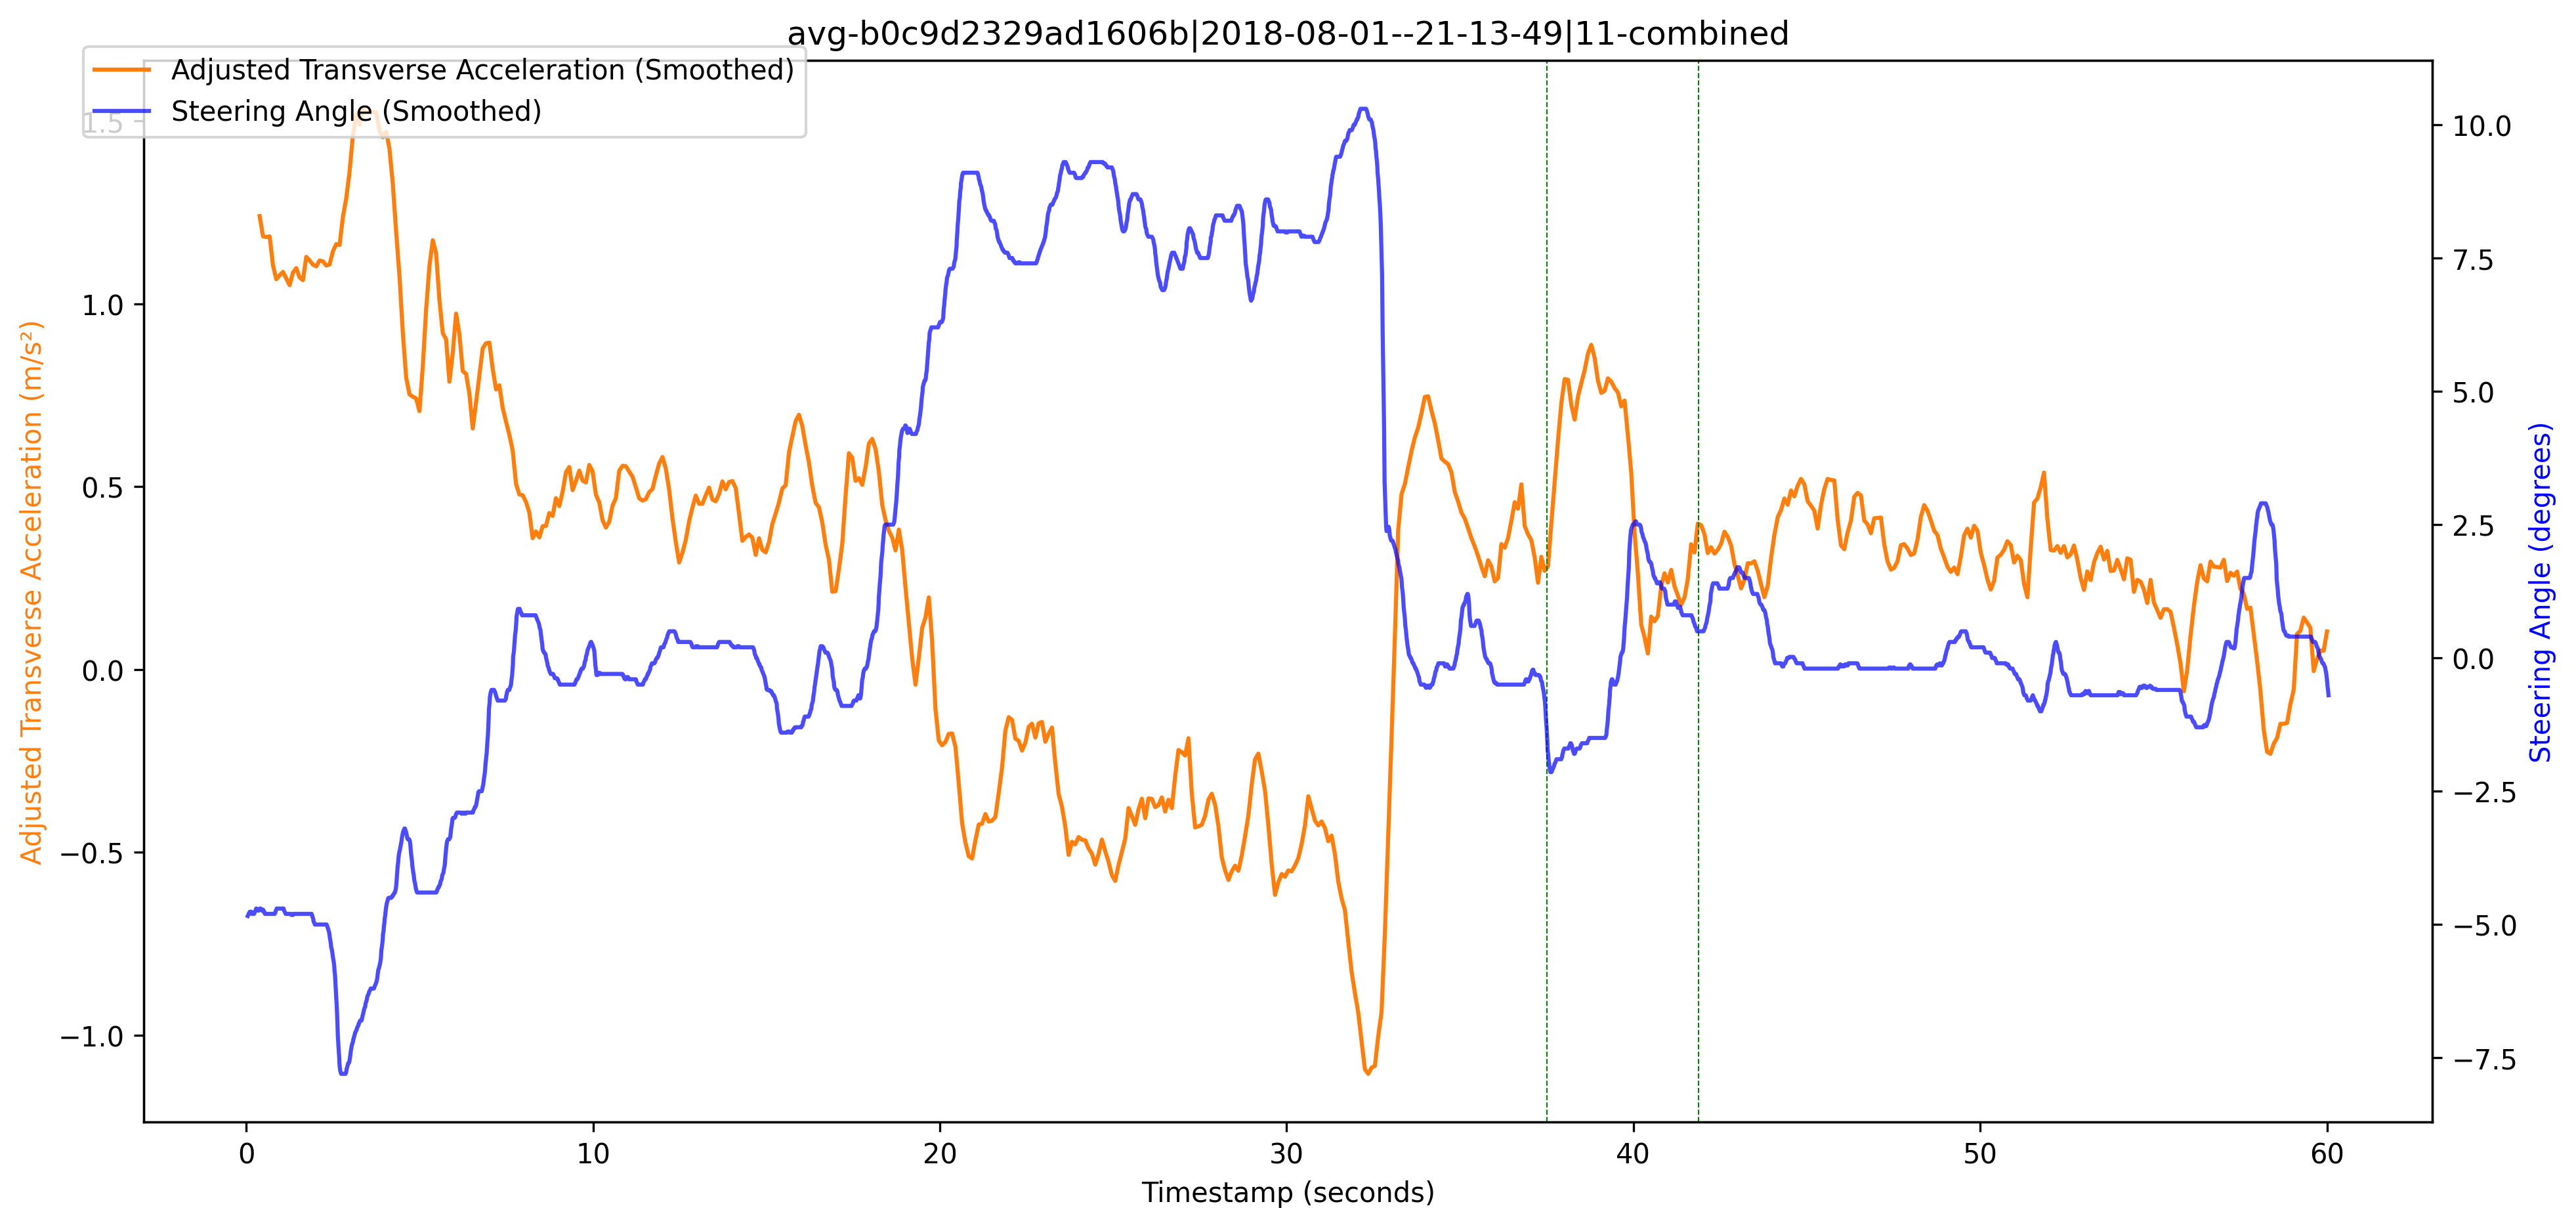 avg-b0c9d2329ad1606b|2018-08-01--21-13-49|11-combined
Adjusted Transverse Acceleration (Smoothed)
Steering Angle (Smoothed)
1.5
1.0
0.5
0.0
−0.5
−1.0
Adjusted Transverse Acceleration (m/s²)
10.0
7.5
5.0
2.5
0.0
−2.5
−5.0
−7.5
Steering Angle (degrees)
0 10 20 30 40 50 60
Timestamp (seconds)